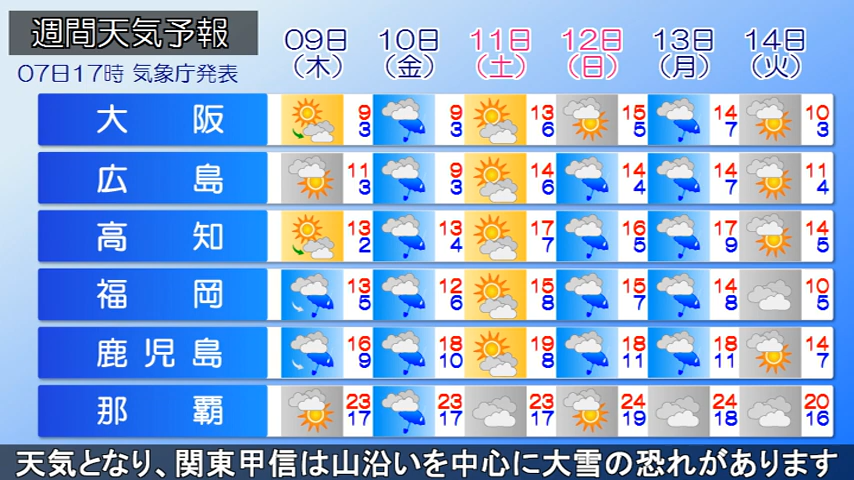 週間天気予報
07日17時 気象庁発表
09日 10日 11日 12日 13日 14日
(木) (金) (土) (日) (月) (火)
大阪 9 3 9 3 13 6 15 5 14 7 10 3
広島 11 3 9 3 14 6 14 4 14 7 11 4
高知 13 2 13 4 17 7 16 5 17 9 14 5
福岡 13 5 12 6 15 8 15 7 14 8 10 5
鹿児島 16 9 18 10 19 8 18 11 18 11 14 7
那覇 23 17 23 17 23 17 24 19 24 18 20 16
天気となり、関東甲信は山沿いを中心に大雪の恐れがあります